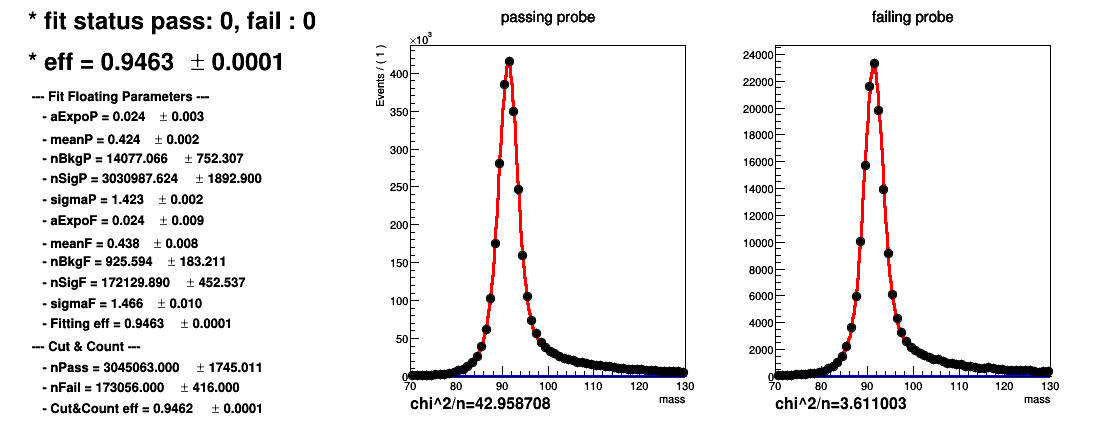 * fit status pass: 0, fail : 0
* eff = 0.9463 ± 0.0001
--- Fit Floating Parameters ---
- aExpoP = 0.024 ± 0.003
- meanP = 0.424 ± 0.002
- nBkgP = 14077.066 ± 752.307
- nSigP = 3030987.624 ± 1892.900
- sigmaP = 1.423 ± 0.002
- aExpoF = 0.024 ± 0.009
- meanF = 0.438 ± 0.008
- nBkgF = 925.594 ± 183.211
- nSigF = 172129.890 ± 452.537
- sigmaF = 1.466 ± 0.010
- Fitting eff = 0.9463 ± 0.0001
--- Cut & Count ---
- nPass = 3045063.000 ± 1745.011
- nFail = 173056.000 ± 416.000
- Cut&Count eff = 0.9462 ± 0.0001
passing probe
×10³
Events / ( 1 )
400
350
300
250
200
150
100
50
0
70 80 90 100 110 120 130
mass
chi^2/n=42.958708
failing probe
24000
22000
20000
18000
16000
14000
12000
10000
8000
6000
4000
2000
0
70 80 90 100 110 120 130
mass
chi^2/n=3.611003